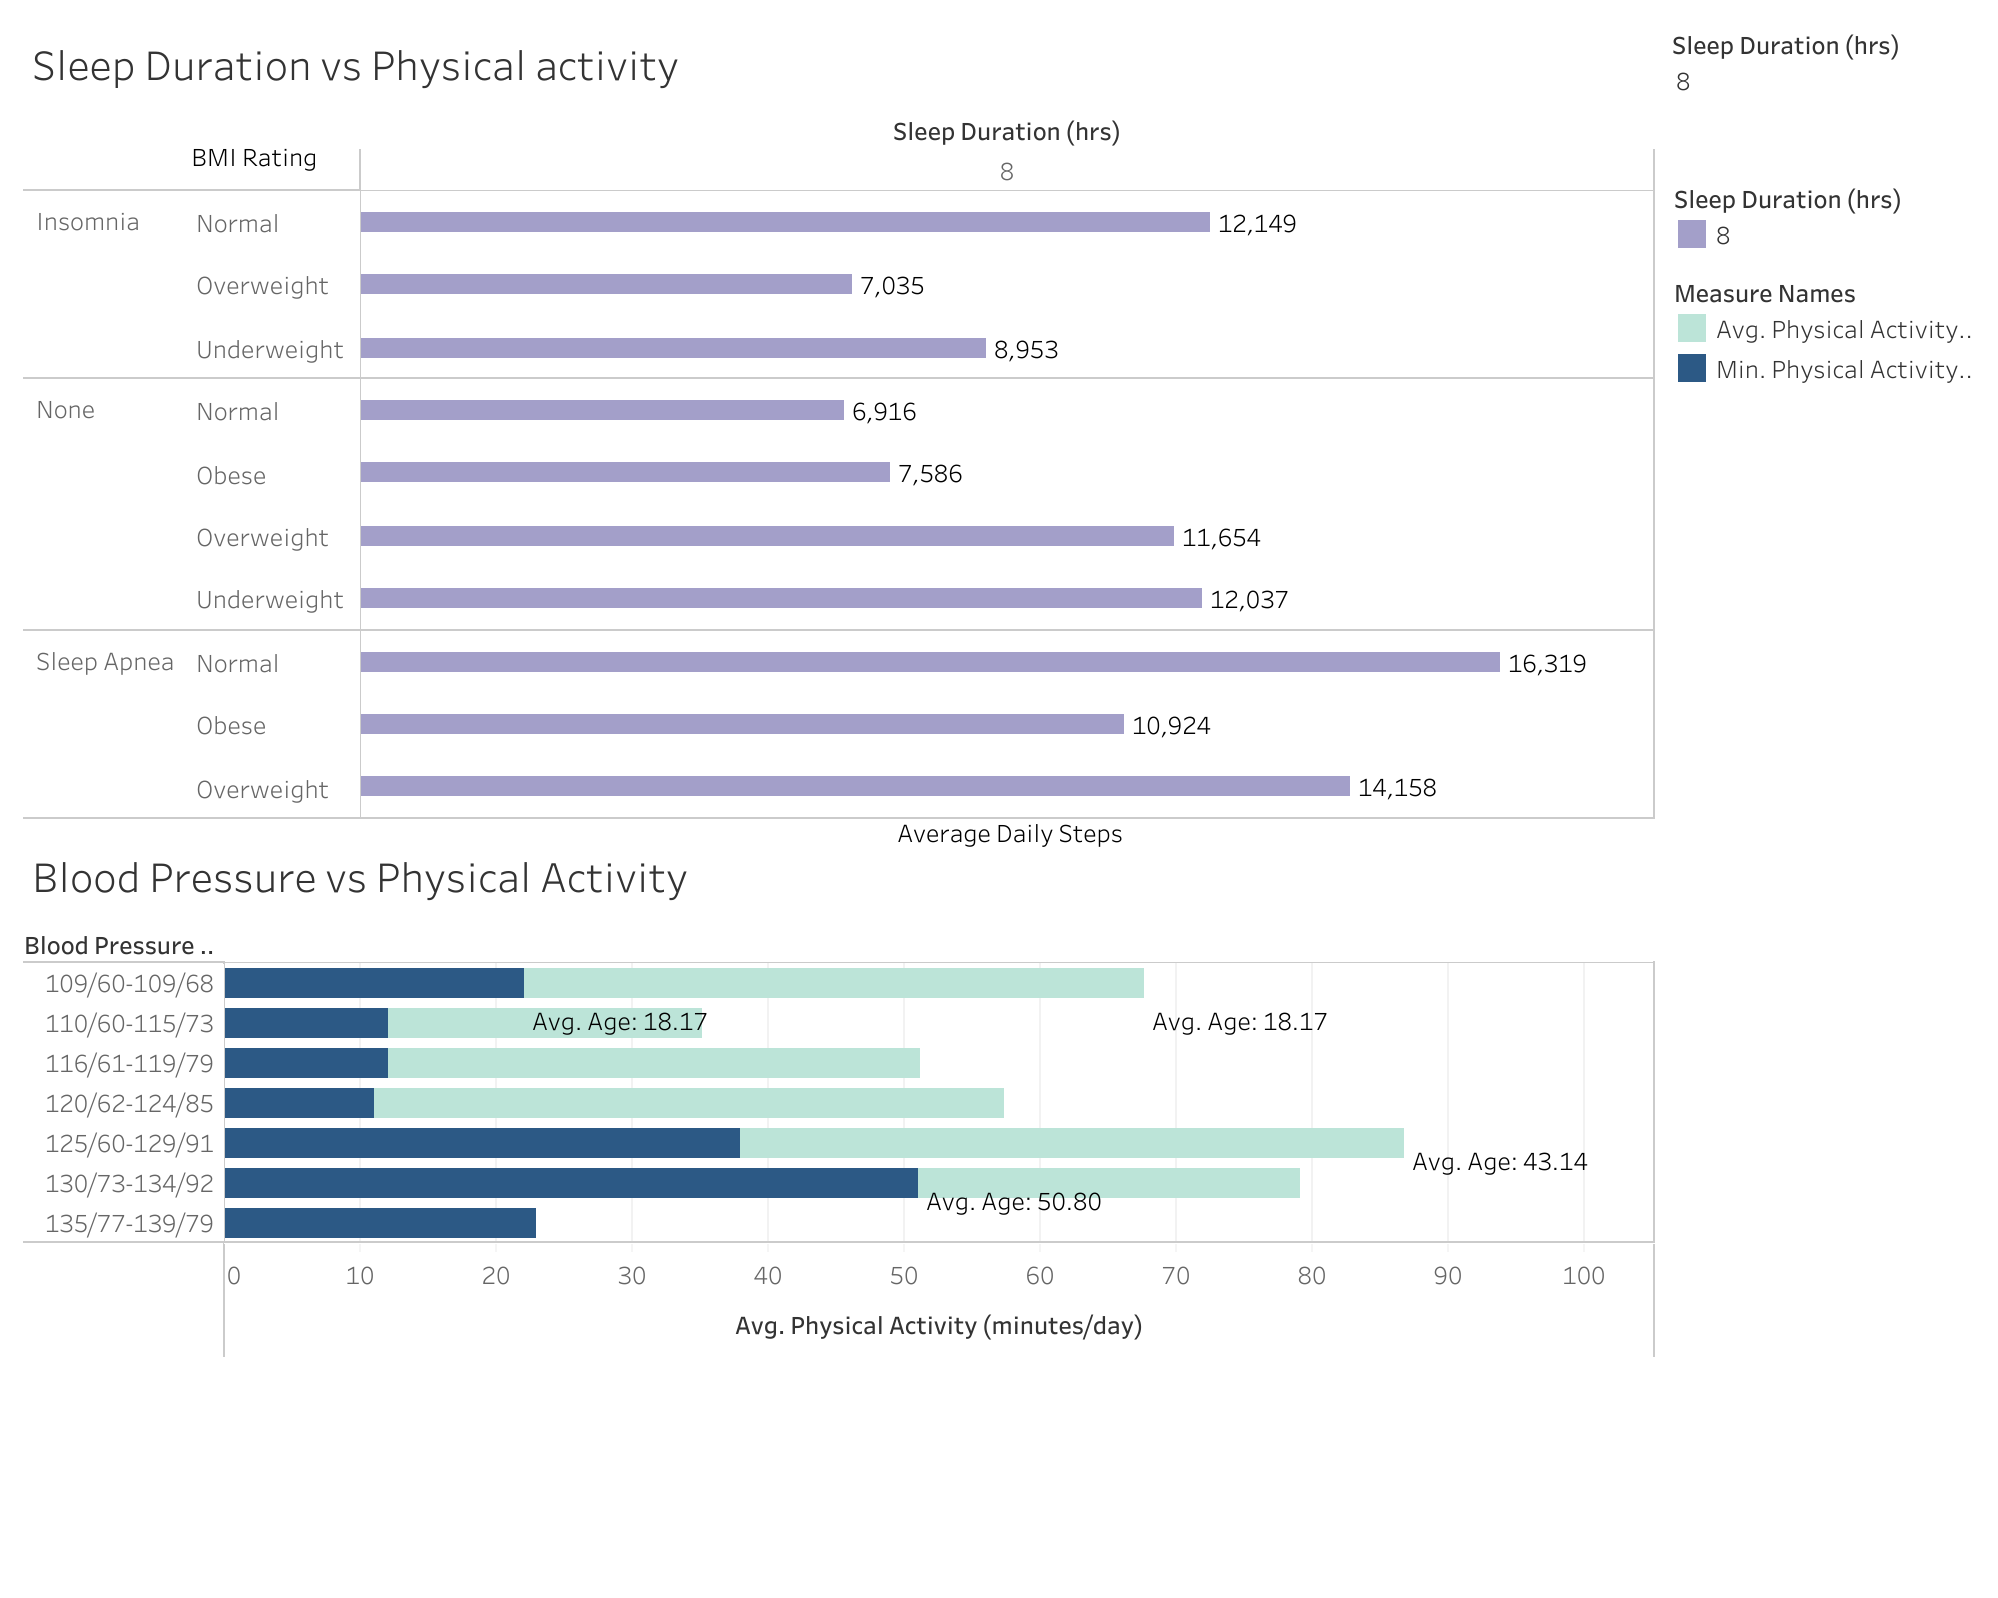 Sleep Duration vs Physical activity
Sleep Duration (hrs)
8
Sleep Duration (hrs)
BMI Rating
8
Sleep Duration (hrs)
8
Measure Names
Avg. Physical Activity..
Min. Physical Activity..
Insomnia Normal 12,149
Overweight 7,035
Underweight 8,953
None Normal 6,916
Obese 7,586
Overweight 11,654
Underweight 12,037
Sleep Apnea Normal 16,319
Obese 10,924
Overweight 14,158
Average Daily Steps
Blood Pressure vs Physical Activity
Blood Pressure ..
109/60-109/68
110/60-115/73 Avg. Age: 18.17 Avg. Age: 18.17
116/61-119/79
120/62-124/85
125/60-129/91
Avg. Age: 43.14
130/73-134/92
Avg. Age: 50.80
135/77-139/79
0 10 20 30 40 50 60 70 80 90 100
Avg. Physical Activity (minutes/day)